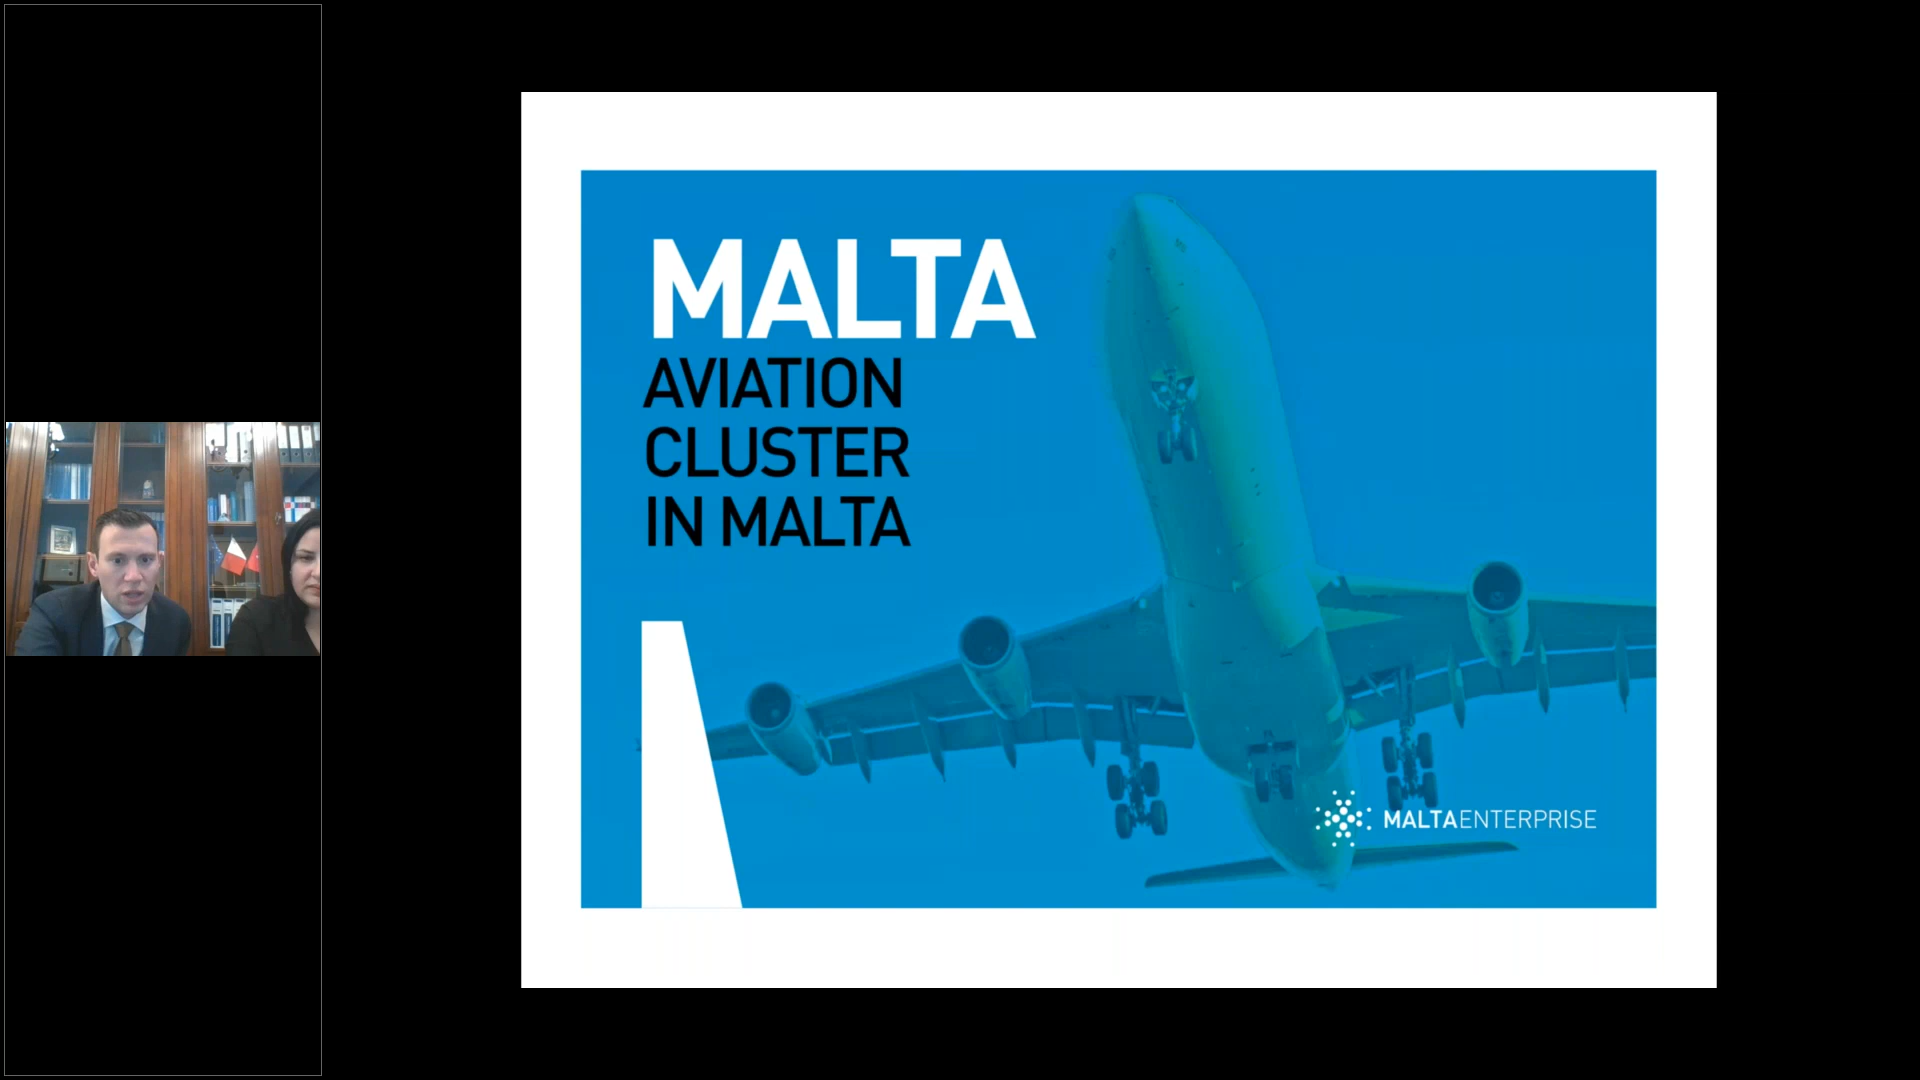 MALTA
AVIATION
CLUSTER
IN MALTA
MALTAENTERPRISE